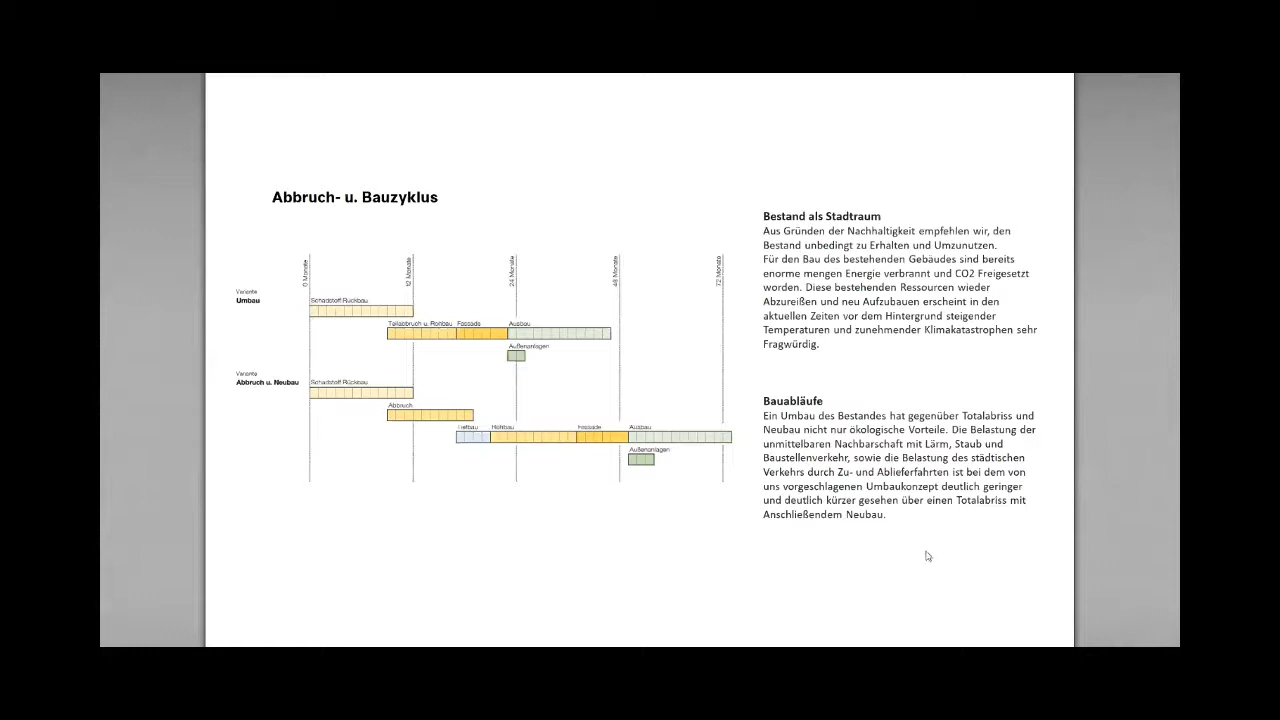 Abbruch- u. Bauzyklus
0 Monate
12 Monate
24 Monate
48 Monate
72 Monate
Variante
Umbau
Schadstoff Rückbau
Teilabbruch u. Rohbau Fassade Ausbau
Außenanlagen
Variante
Abbruch u. Neubau
Schadstoff Rückbau
Abbruch
Tiefbau Rohbau Fassade Ausbau
Außenanlagen
Bestand als Stadtraum
Aus Gründen der Nachhaltigkeit empfehlen wir, den
Bestand unbedingt zu Erhalten und Umzunutzen.
Für den Bau des bestehenden Gebäudes sind bereits
enorme mengen Energie verbrannt und CO2 Freigesetzt
worden. Diese bestehenden Ressourcen wieder
Abzureißen und neu Aufzubauen erscheint in den
aktuellen Zeiten vor dem Hintergrund steigender
Temperaturen und zunehmender Klimakatastrophen sehr
Fragwürdig.
Bauabläufe
Ein Umbau des Bestandes hat gegenüber Totalabriss und
Neubau nicht nur ökologische Vorteile. Die Belastung der
unmittelbaren Nachbarschaft mit Lärm, Staub und
Baustellenverkehr, sowie die Belastung des städtischen
Verkehrs durch Zu- und Ablieferfahrten ist bei dem von
uns vorgeschlagenen Umbaukonzept deutlich geringer
und deutlich kürzer gesehen über einen Totalabriss mit
Anschließendem Neubau.